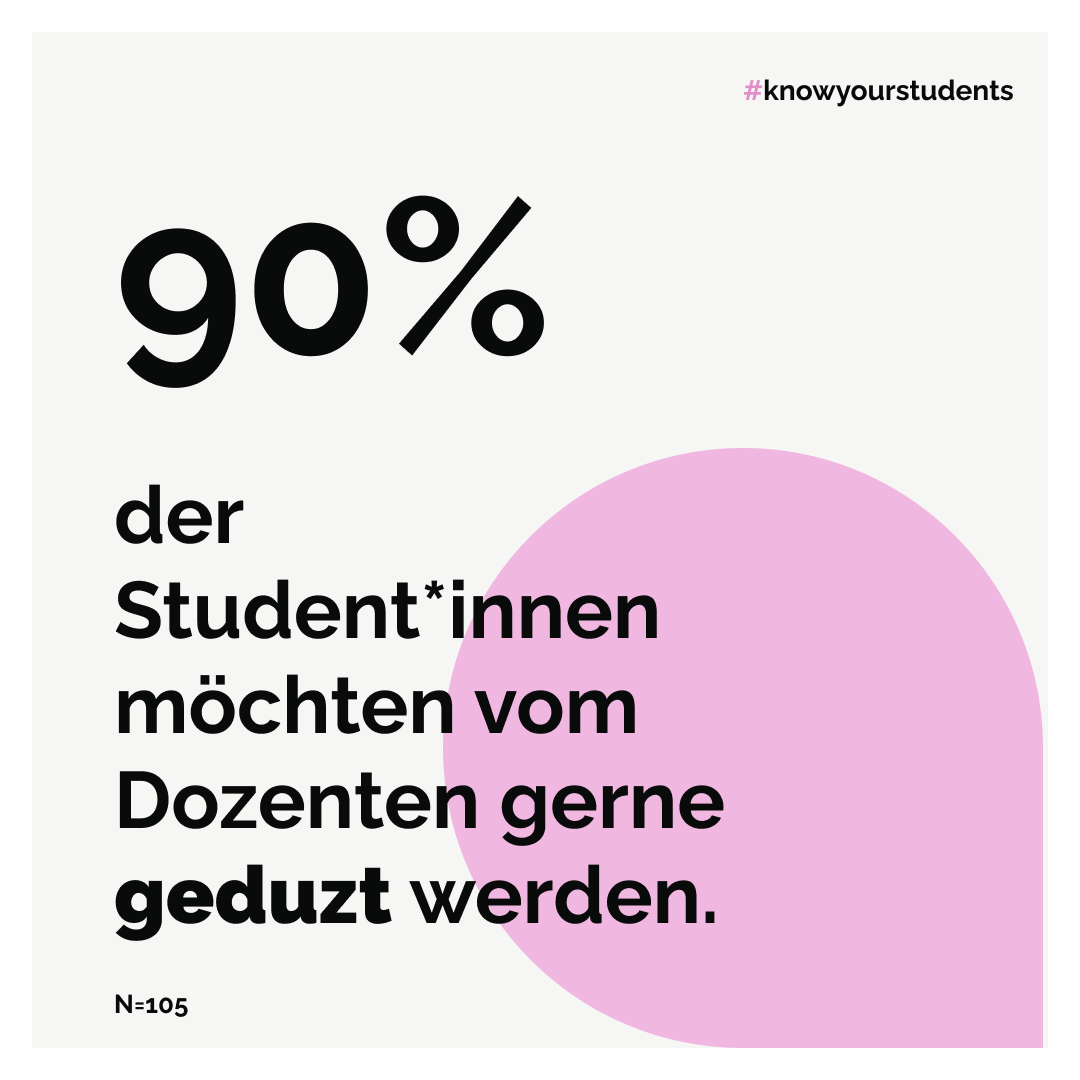 #knowyourstudents
90%
der
Student*innen
möchten vom
Dozenten gerne
geduzt werden.
N=105